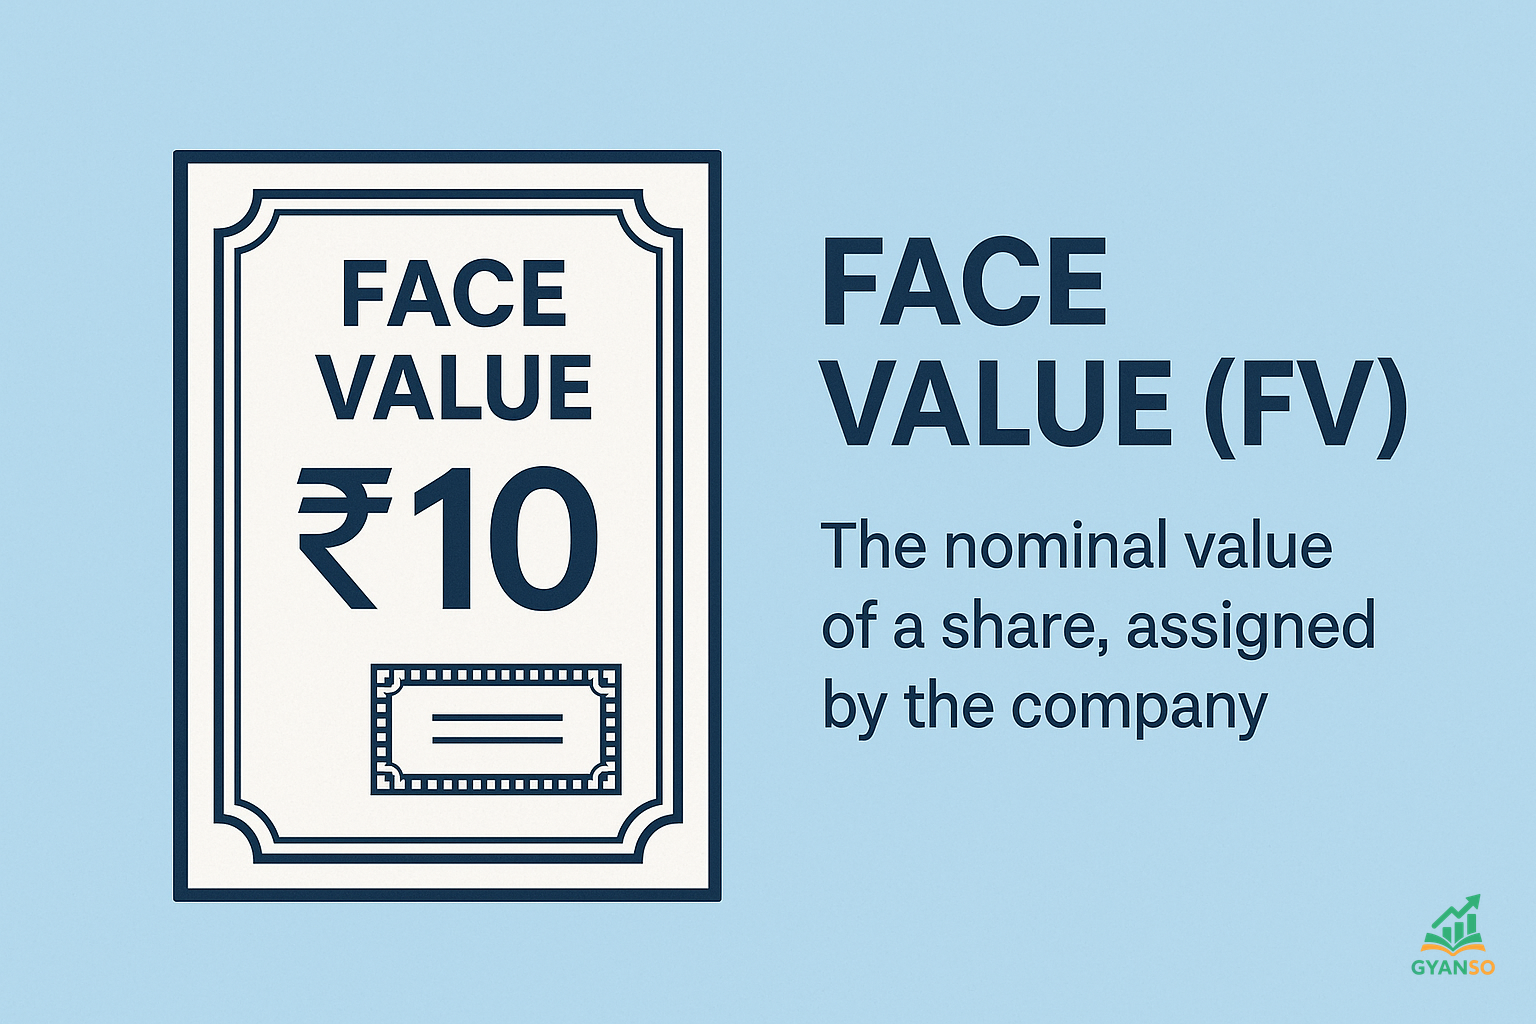 FACE
VALUE
₹10
FACE
VALUE (FV)
The nominal value
of a share, assigned
by the company
GYANSO